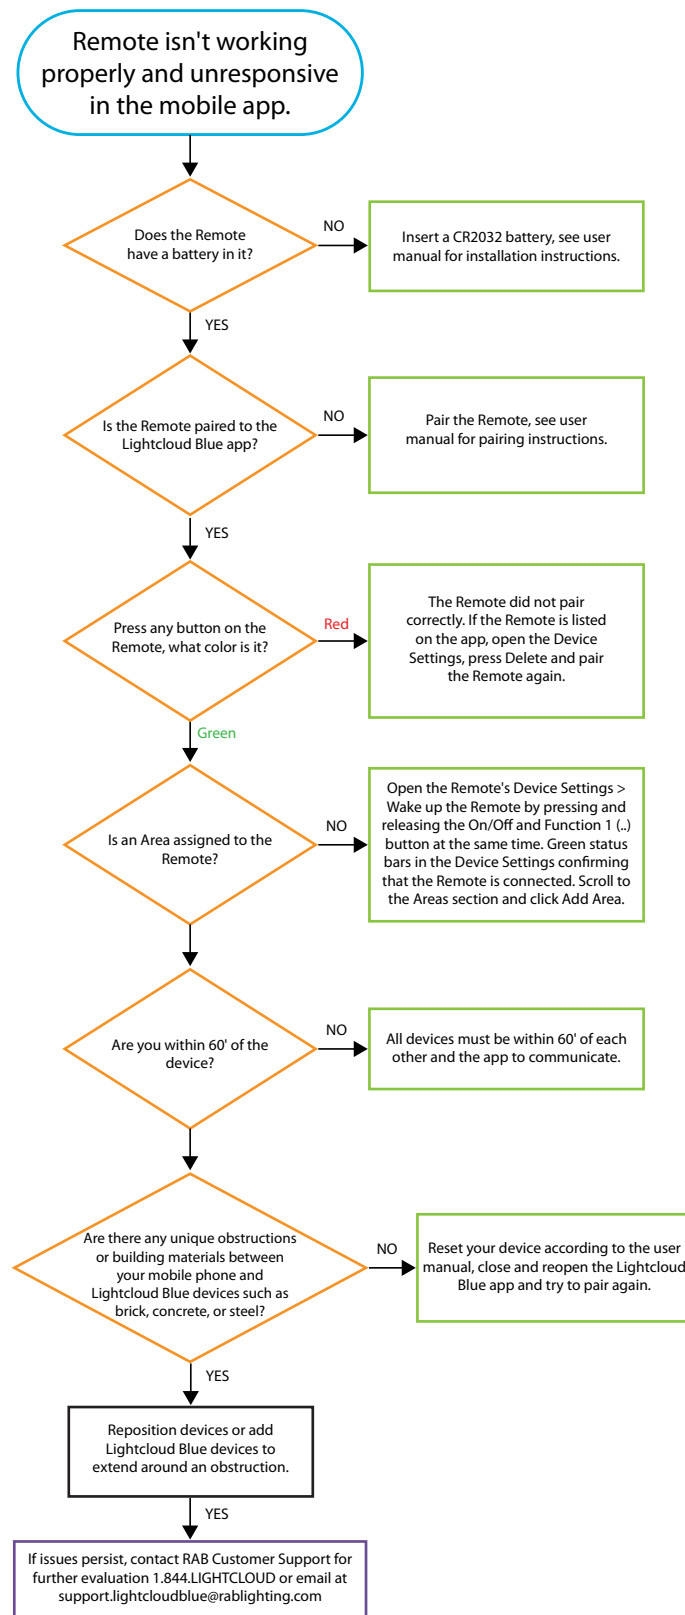 Remote isn't working
properly and unresponsive
in the mobile app.
Does the Remote
have a battery in it?
NO
Insert a CR2032 battery, see user
manual for installation instructions.
YES
Is the Remote paired to the
Lightcloud Blue app?
NO
Pair the Remote, see user
manual for pairing instructions.
YES
Press any button on the
Remote, what color is it?
Red
The Remote did not pair
correctly. If the Remote is listed
on the app, open the Device
Settings, press Delete and pair
the Remote again.
Green
Is an Area assigned to the
Remote?
NO
Open the Remote's Device Settings >
Wake up the Remote by pressing and
releasing the On/Off and Function 1 (..)
button at the same time. Green status
bars in the Device Settings confirming
that the Remote is connected. Scroll to
the Areas section and click Add Area.
Are you within 60' of the
device?
NO
All devices must be within 60' of each
other and the app to communicate.
Are there any unique obstructions
or building materials between
your mobile phone and
Lightcloud Blue devices such as
brick, concrete, or steel?
NO
Reset your device according to the user
manual, close and reopen the Lightcloud
Blue app and try to pair again.
YES
Reposition devices or add
Lightcloud Blue devices to
extend around an obstruction.
YES
If issues persist, contact RAB Customer Support for
further evaluation 1.844.LIGHTCLOUD or email at
support.lightcloudblue@rablighting.com